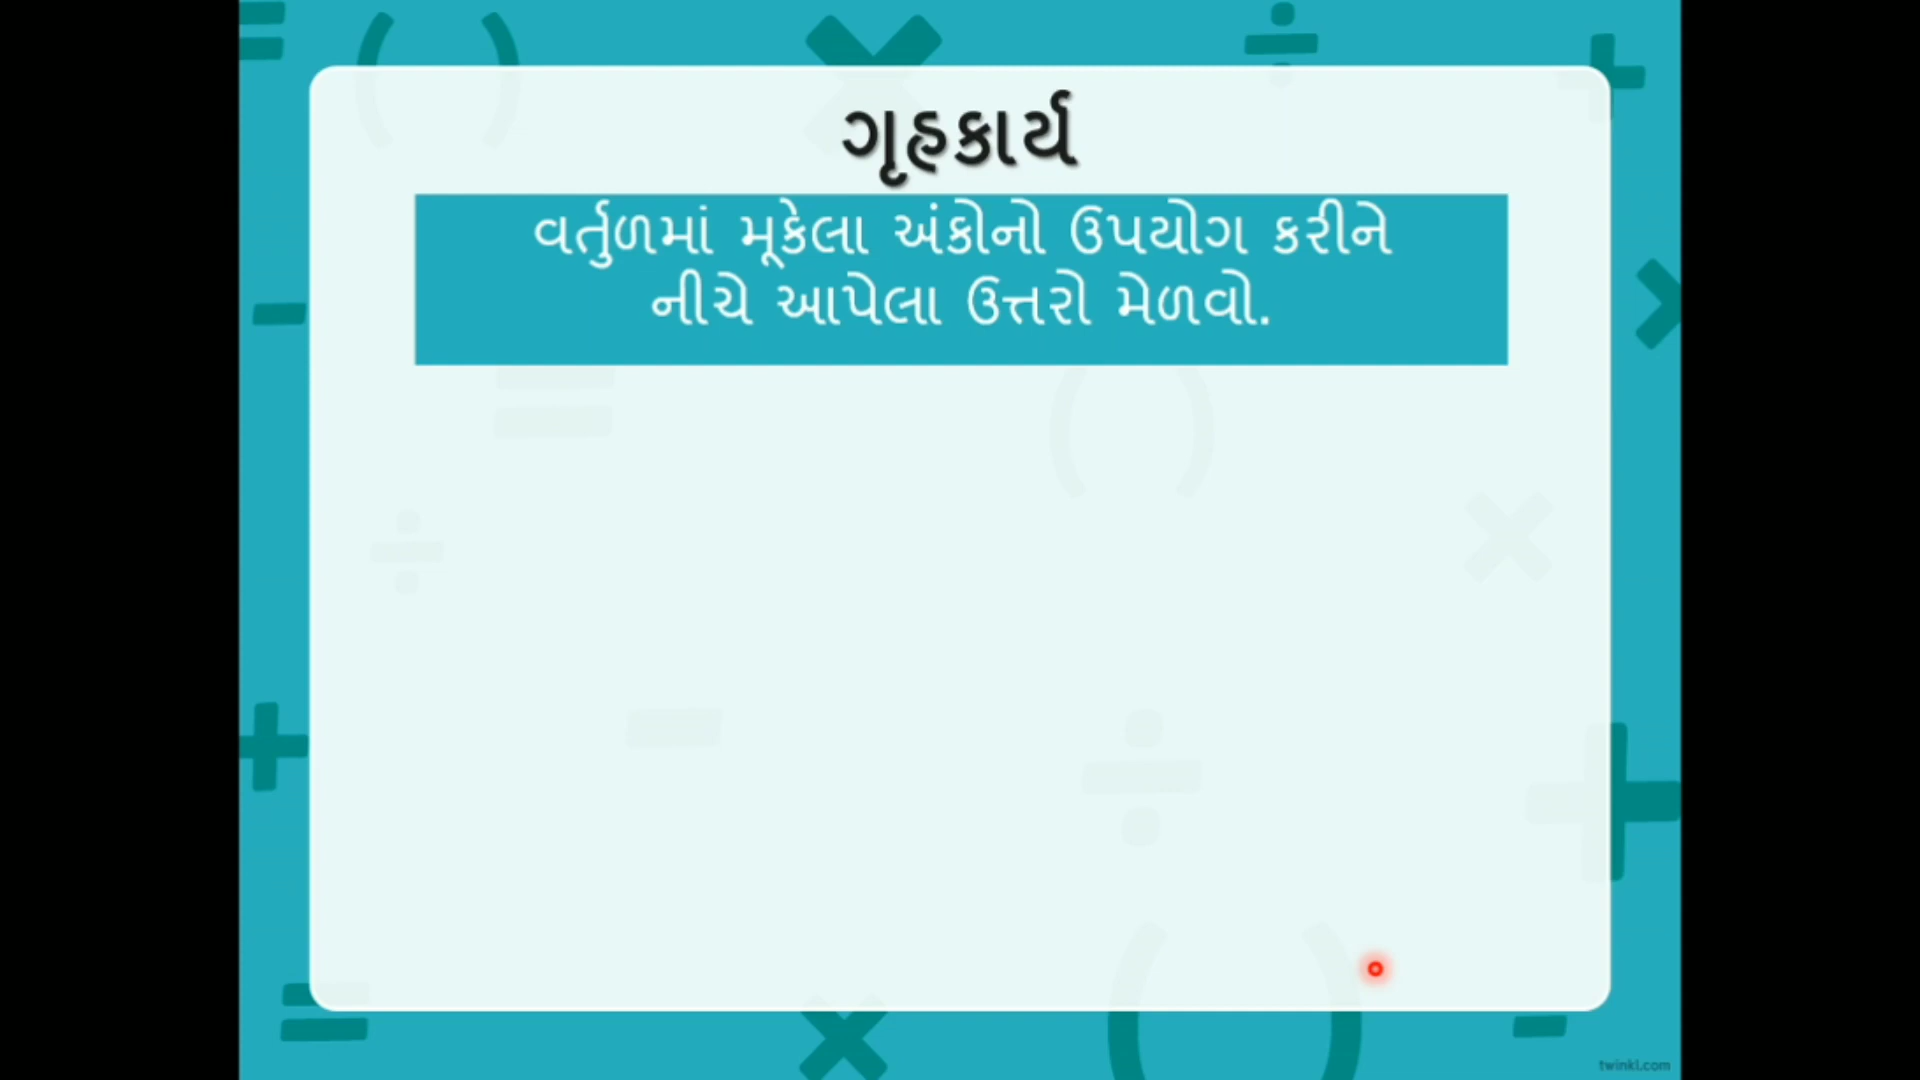 ગૃહકાર્ય
વર્તુળમાં મૂકેલા અંકોનો ઉપયોગ કરીને
નીચે આપેલા ઉત્તરો મેળવો.
twinkl.com